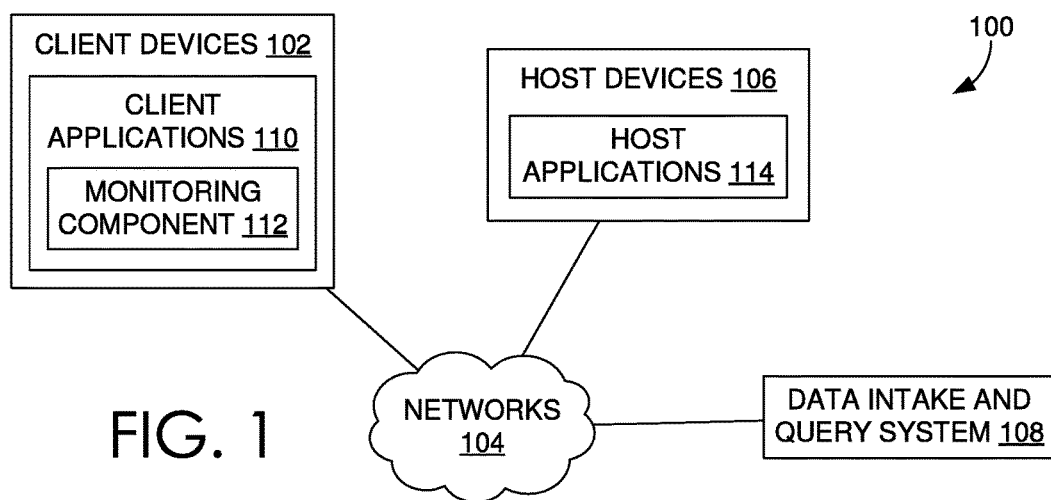 CLIENT DEVICES 102
CLIENT
APPLICATIONS 110
MONITORING
COMPONENT 112
HOST DEVICES 106
HOST
APPLICATIONS 114
100
NETWORKS
104
DATA INTAKE AND
QUERY SYSTEM 108
FIG. 1